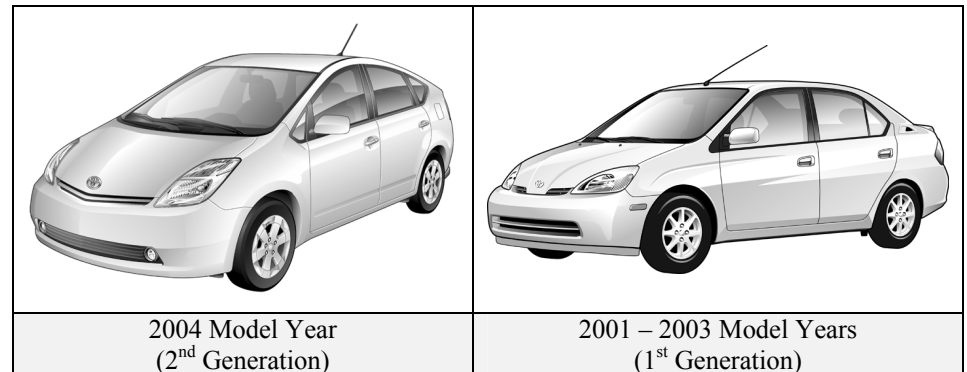 2004 Model Year
(2nd Generation)
2001 – 2003 Model Years
(1st Generation)